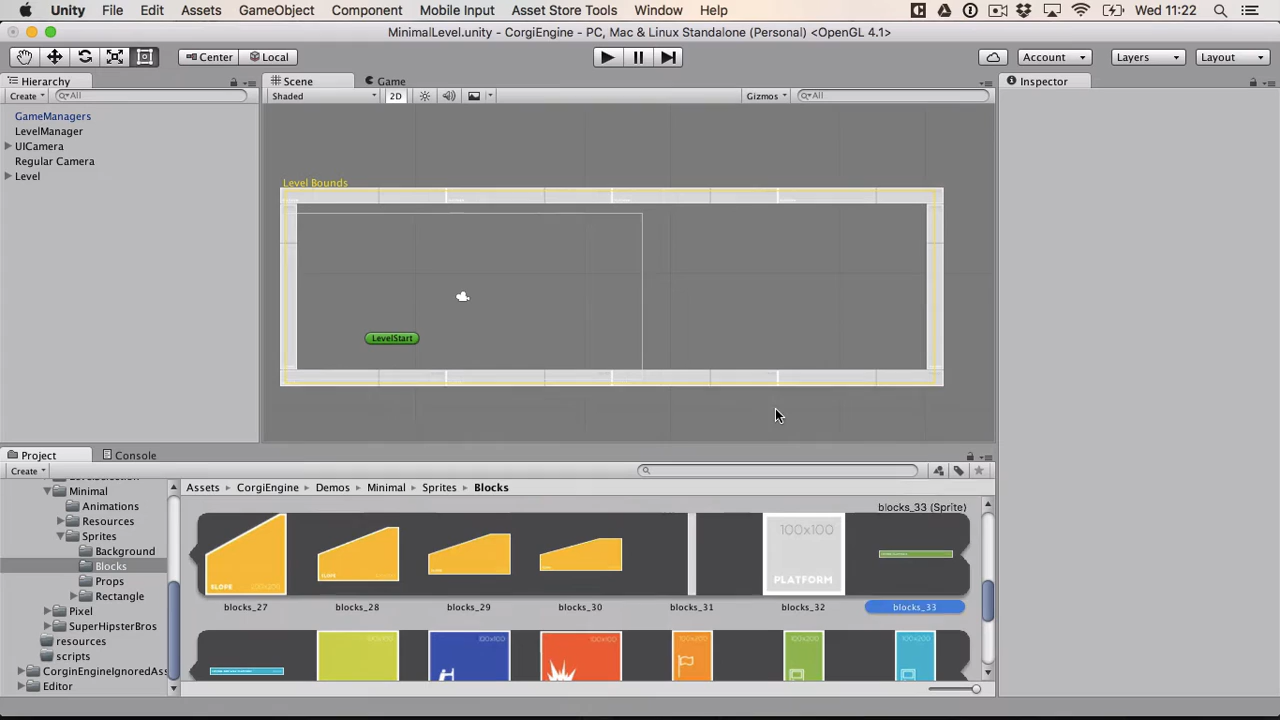 Unity File Edit Assets GameObject Component Mobile Input Asset Store Tools Window Help Wed 11:22
MinimalLevel.unity - CorgiEngine - PC, Mac & Linux Standalone (Personal) <OpenGL 4.1>
Center Local Account Layers Layout
Hierarchy Scene Game Inspector
Create All Shaded 2D Gizmos All
GameManagers
LevelManager
UICamera
Regular Camera
Level
Level Bounds
LevelStart
Project Console
Create
Assets CorgiEngine Demos Minimal Sprites Blocks
Minimal
Animations
Resources
Sprites
Background
Blocks
Props
Rectangle
Pixel
SuperHipsterBros
resources
scripts
CorginEngineIgnoredAss
Editor
blocks_33 (Sprite)
100x100
SLOPE
PLATFORM
blocks_27 blocks_28 blocks_29 blocks_30 blocks_31 blocks_32 blocks_33